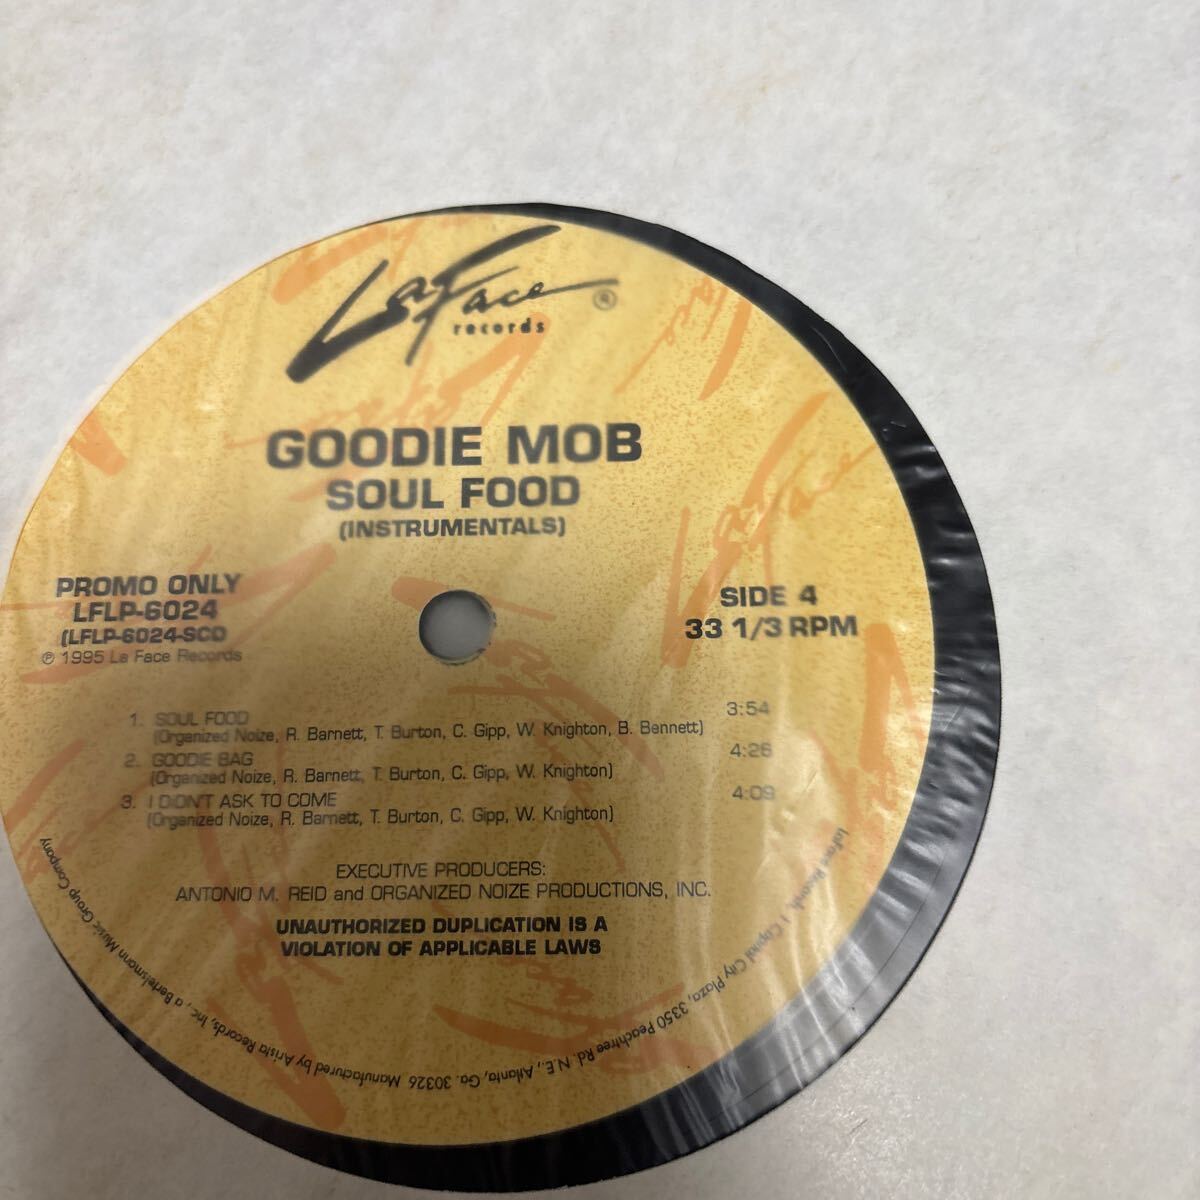 LaFace ®
records
GOODIE MOB
SOUL FOOD
(INSTRUMENTALS)
PROMO ONLY
LFLP-6024
(LFLP-6024-SCD
℗ 1995 La Face Records
SIDE 4
33 1/3 RPM
1. SOUL FOOD 3:54
(Organized Noize, R. Barnett, T. Burton, C. Gipp, W. Knighton, B. Bennett)
2. GOODIE BAG 4:26
(Organized Noize, R. Barnett, T. Burton, C. Gipp, W. Knighton)
3. I DIDN'T ASK TO COME 4:09
(Organized Noize, R. Barnett, T. Burton, C. Gipp, W. Knighton)
EXECUTIVE PRODUCERS:
ANTONIO M. REID and ORGANIZED NOIZE PRODUCTIONS, INC.
UNAUTHORIZED DUPLICATION IS A
VIOLATION OF APPLICABLE LAWS
LaFace Records, 1 Capitol City Plaza, 3350 Peachtree Rd. N.E., Atlanta, Ga. 30326 Manufactured by Arista Records, Inc., a Bertelsmann Music Group Company